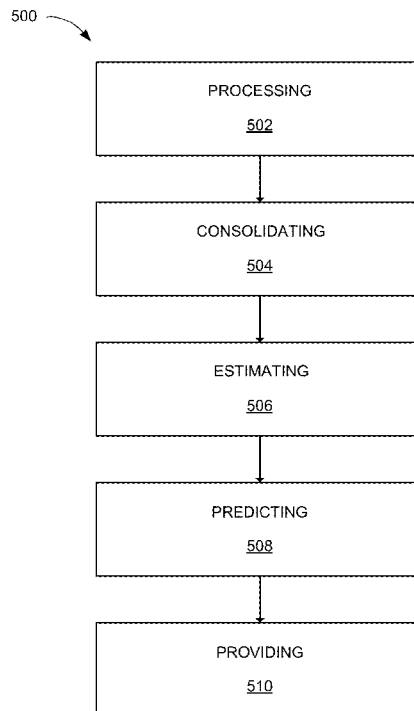 500
PROCESSING
502
CONSOLIDATING
504
ESTIMATING
506
PREDICTING
508
PROVIDING
510